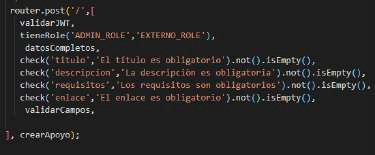 router.post('/',[
validarJWT,
tieneRole('ADMIN_ROLE','EXTERNO_ROLE'),
datosCompletos,
check('titulo','El título es obligatorio').not().isEmpty(),
check('descripcion','La descripción es obligatoria').not().isEmpty(),
check('requisitos','Los requisitos son obligatorios').not().isEmpty(),
check('enlace','El enlace es obligatorio').not().isEmpty(),
validarCampos,
], crearApoyo);